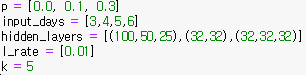 p = [0.0, 0.1, 0.3]
input_days = [3,4,5,6]
hidden_layers = [(100,50,25),(32,32),(32,32,32)]
l_rate = [0.01]
k = 5